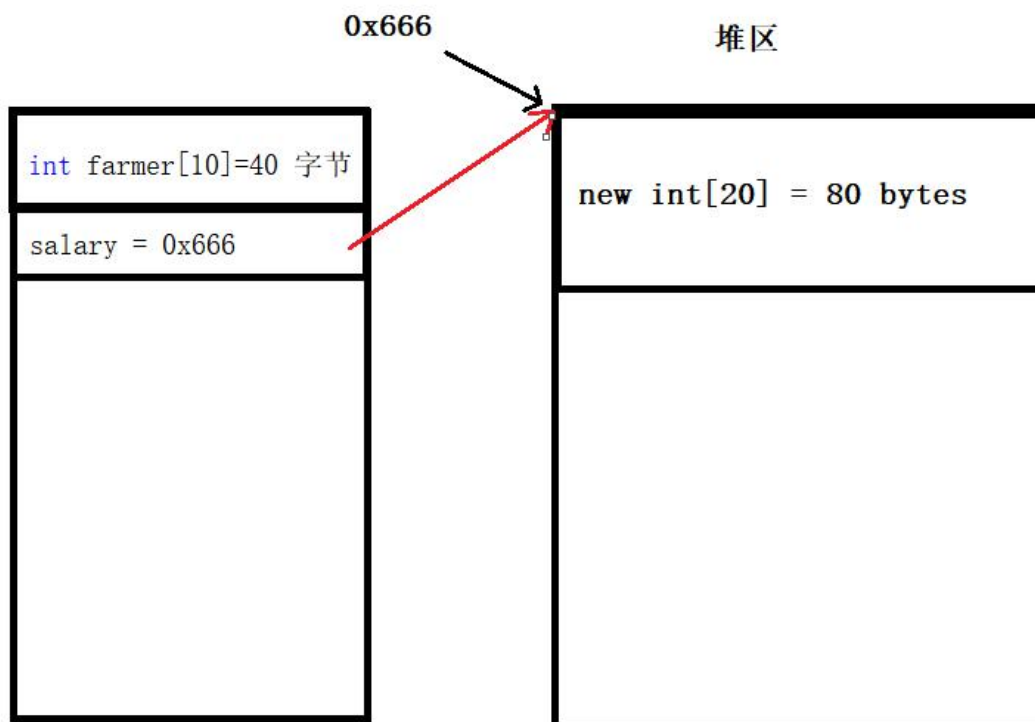 0x666
堆区
int farmer[10]=40 字节
new int[20] = 80 bytes
salary = 0x666